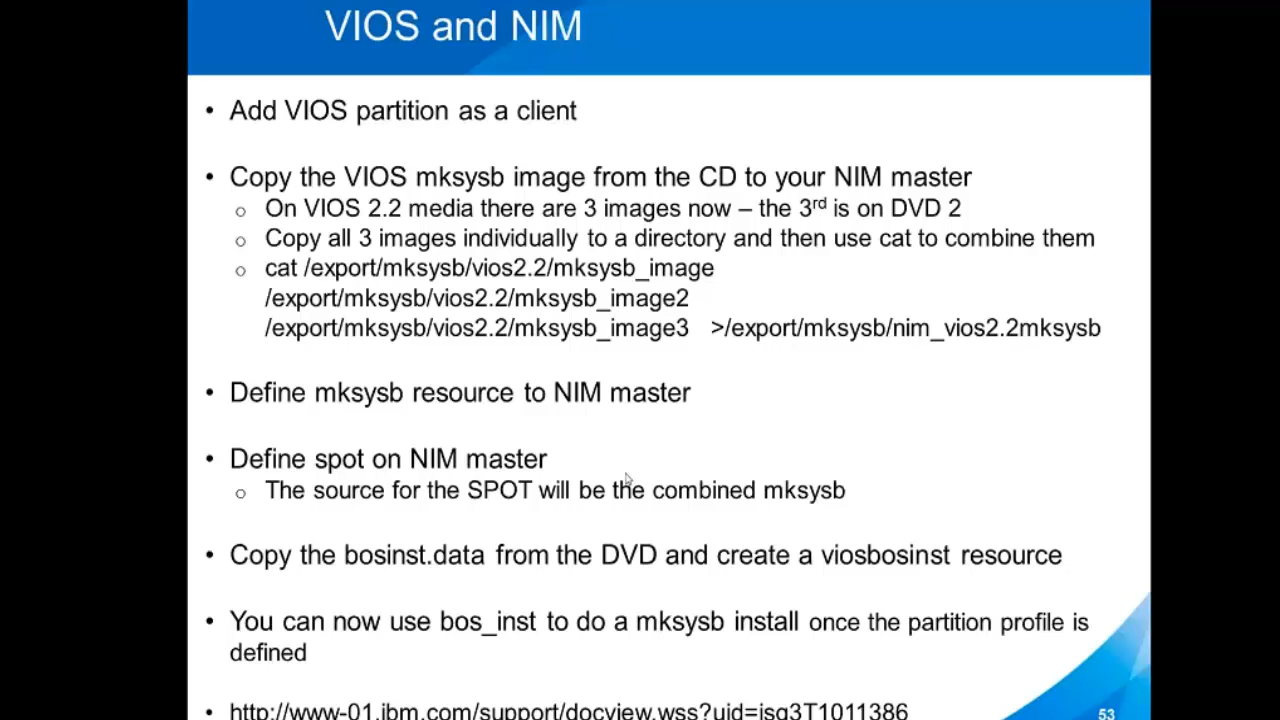 VIOS and NIM
• Add VIOS partition as a client
• Copy the VIOS mksysb image from the CD to your NIM master
o On VIOS 2.2 media there are 3 images now – the 3rd is on DVD 2
o Copy all 3 images individually to a directory and then use cat to combine them
o cat /export/mksysb/vios2.2/mksysb_image
/export/mksysb/vios2.2/mksysb_image2
/export/mksysb/vios2.2/mksysb_image3 >/export/mksysb/nim_vios2.2mksysb
• Define mksysb resource to NIM master
• Define spot on NIM master
o The source for the SPOT will be the combined mksysb
• Copy the bosinst.data from the DVD and create a viosbosinst resource
• You can now use bos_inst to do a mksysb install once the partition profile is
defined
• http://www-01.ibm.com/support/docview.wss?uid=isg3T1011386
53